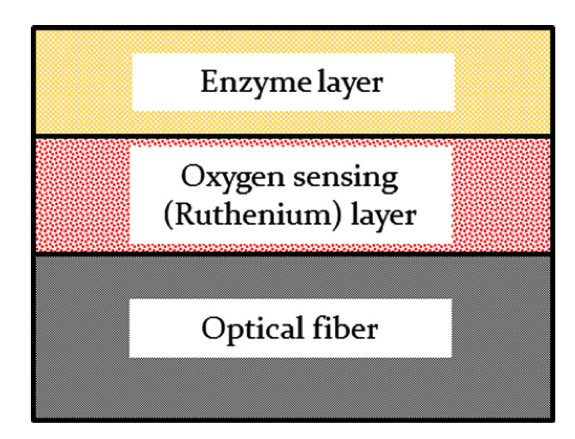 Enzyme layer
Oxygen sensing
(Ruthenium) layer
Optical fiber